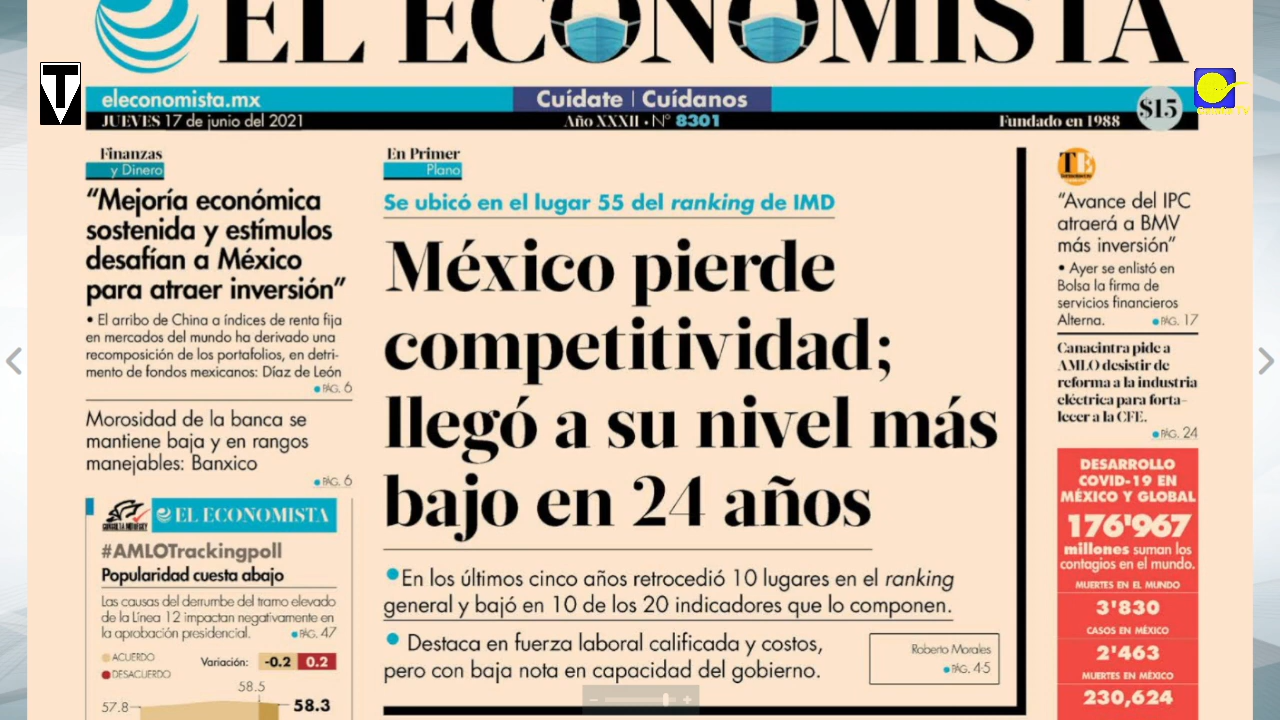 EL ECONOMISTA
eleconomista.mx
Cuídate | Cuídanos
JUEVES 17 de junio del 2021
Año XXXII • N° 8301
Fundado en 1988
$15
T
Finanzas
y Dinero
“Mejoría económica
sostenida y estímulos
desafían a México
para atraer inversión”
• El arribo de China a índices de renta fija
en mercados del mundo ha derivado una
recomposición de los portafolios, en detri-
mento de fondos mexicanos: Díaz de León
• PÁG. 6
Morosidad de la banca se
mantiene baja y en rangos
manejables: Banxico
• PÁG. 6
EL ECONOMISTA
#AMLOTrackingpoll
Popularidad cuesta abajo
Las causas del derrumbe del tramo elevado
de la Línea 12 impactan negativamente en
la aprobación presidencial. • PÁG. 47
ACUERDO
DESACUERDO
Variación: -0.2 0.2
58.5
57.8
58.3
En Primer
Plano
Se ubicó en el lugar 55 del ranking de IMD
México pierde
competitividad;
llegó a su nivel más
bajo en 24 años
• En los últimos cinco años retrocedió 10 lugares en el ranking
general y bajó en 10 de los 20 indicadores que lo componen.
• Destaca en fuerza laboral calificada y costos,
pero con baja nota en capacidad del gobierno.
Roberto Morales
• PÁG. 4-5
TE
“Avance del IPC
atraerá a BMV
más inversión”
• Ayer se enlistó en
Bolsa la firma de
servicios financieros
Alterna. • PÁG. 17
Canacintra pide a
AMLO desistir de
reforma a la industria
eléctrica para forta-
lecer a la CFE.
• PÁG. 24
DESARROLLO
COVID-19 EN
MÉXICO Y GLOBAL
176'967
millones suman los
contagios en el mundo.
MUERTES EN EL MUNDO
3'830
CASOS EN MÉXICO
2'463
MUERTES EN MÉXICO
230,624